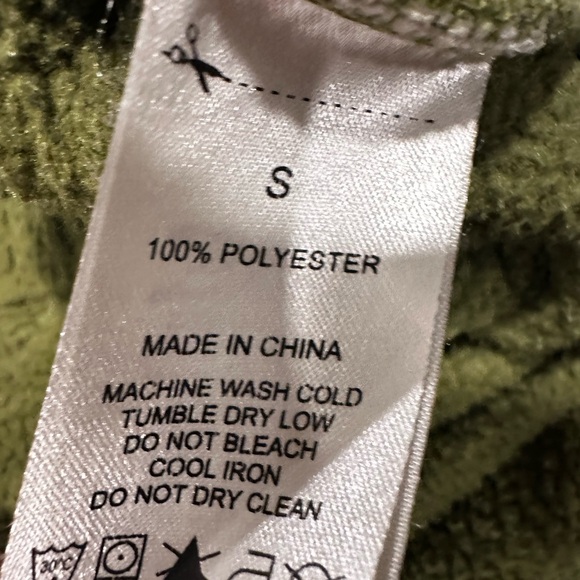 S
100% POLYESTER
MADE IN CHINA
MACHINE WASH COLD
TUMBLE DRY LOW
DO NOT BLEACH
COOL IRON
DO NOT DRY CLEAN
30°C